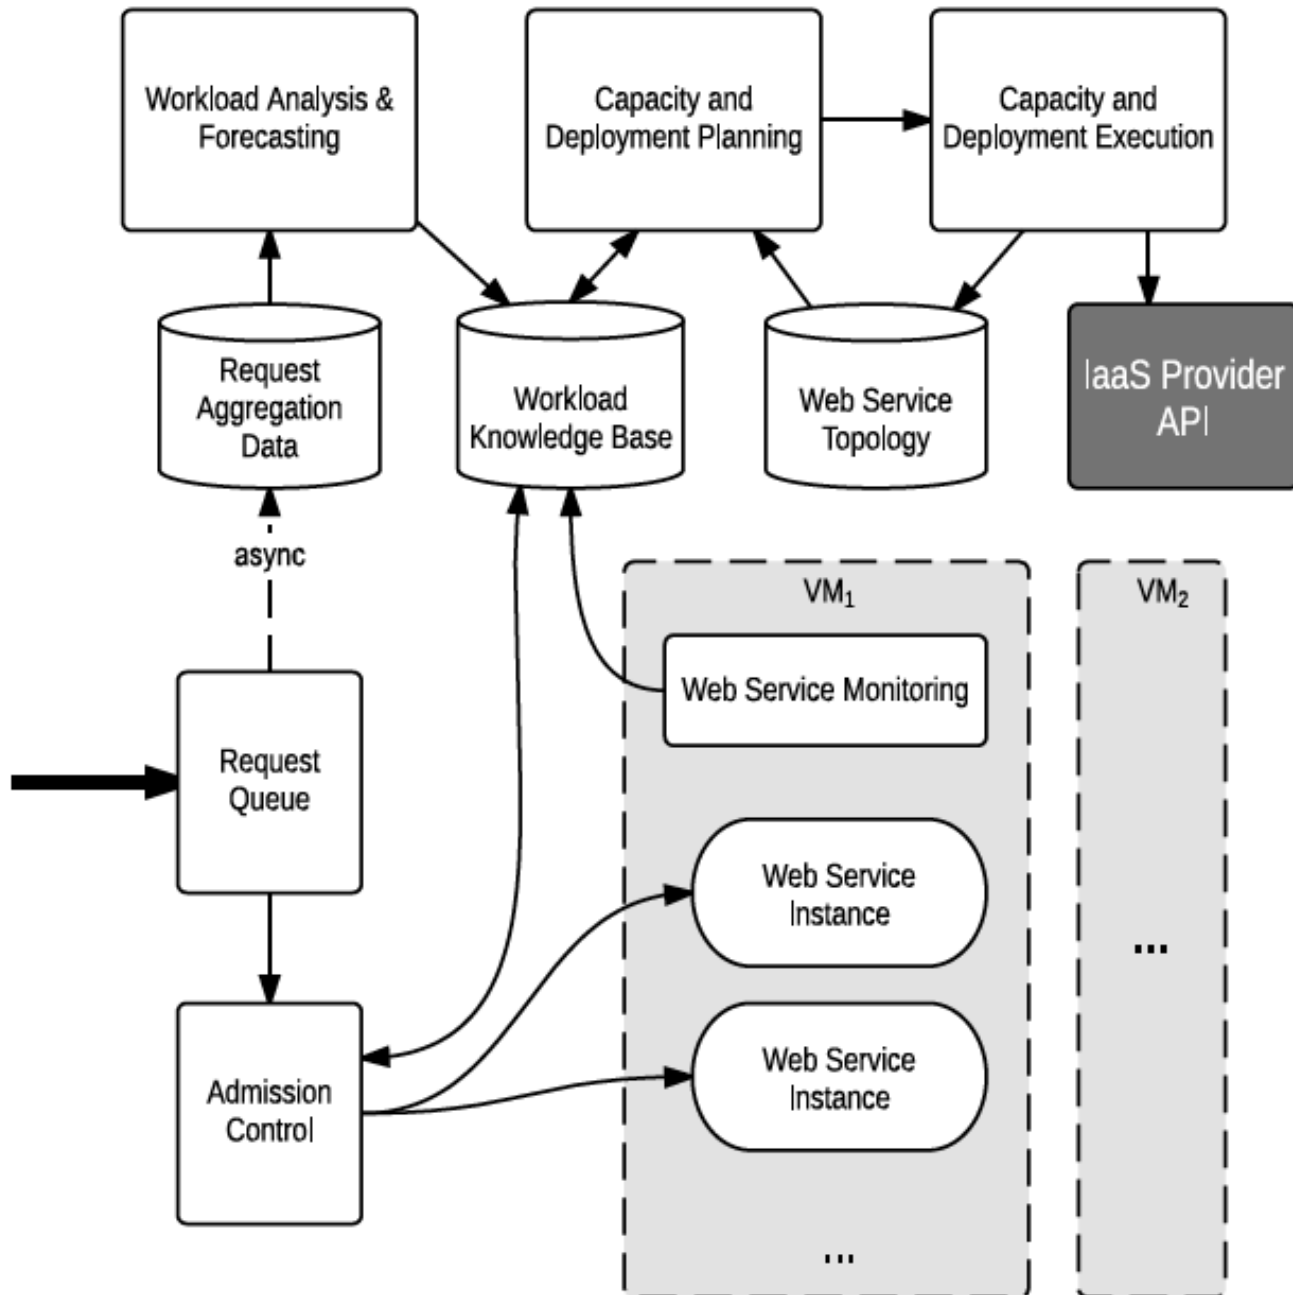 Workload Analysis &
Forecasting
Capacity and
Deployment Planning
Capacity and
Deployment Execution
Request
Aggregation
Data
Workload
Knowledge Base
Web Service
Topology
IaaS Provider
API
async
VM₁
VM₂
Web Service Monitoring
Request
Queue
Web Service
Instance
...
Web Service
Instance
Admission
Control
...